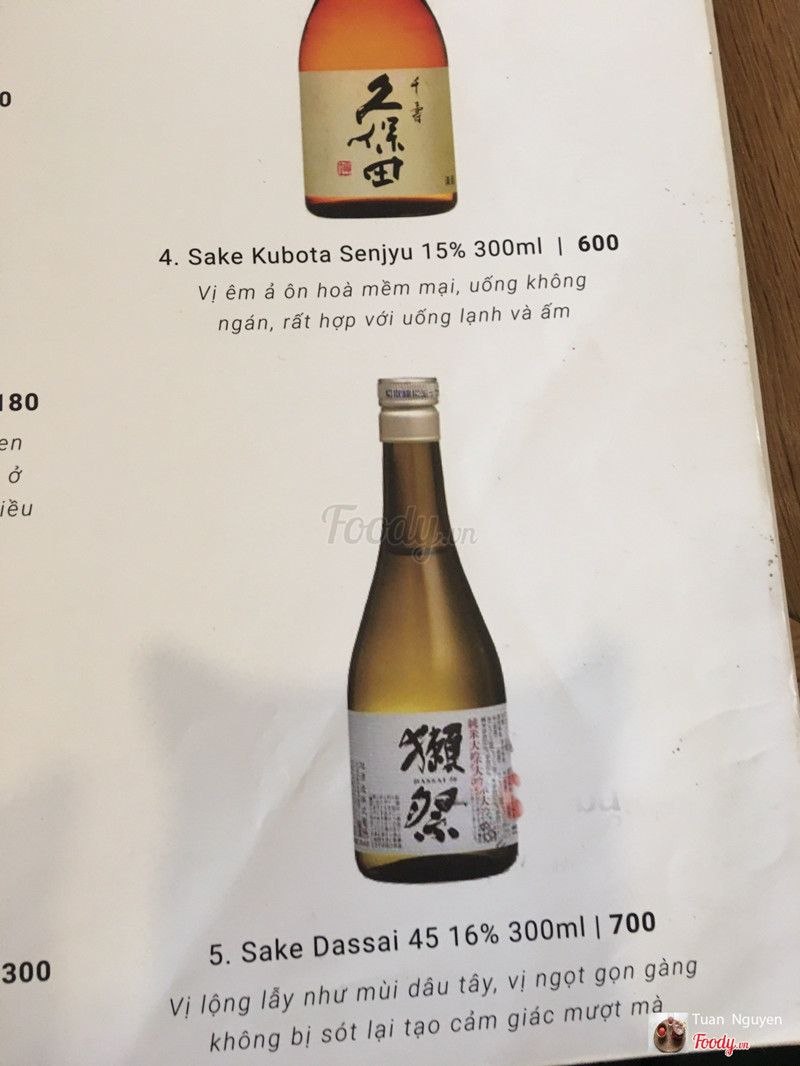 0
千寿
久保田
4. Sake Kubota Senjyu 15% 300ml | 600
Vị êm ả ôn hoà mềm mại, uống không
ngán, rất hợp với uống lạnh và ấm
180
en
ở
iều
Foody.vn
純米大吟醸
獺祭
DASSAI
5. Sake Dassai 45 16% 300ml | 700
300
Vị lộng lẫy như mùi dâu tây, vị ngọt gọn gàng
không bị sót lại tạo cảm giác mượt mà
Tuan Nguyen
Foody.vn